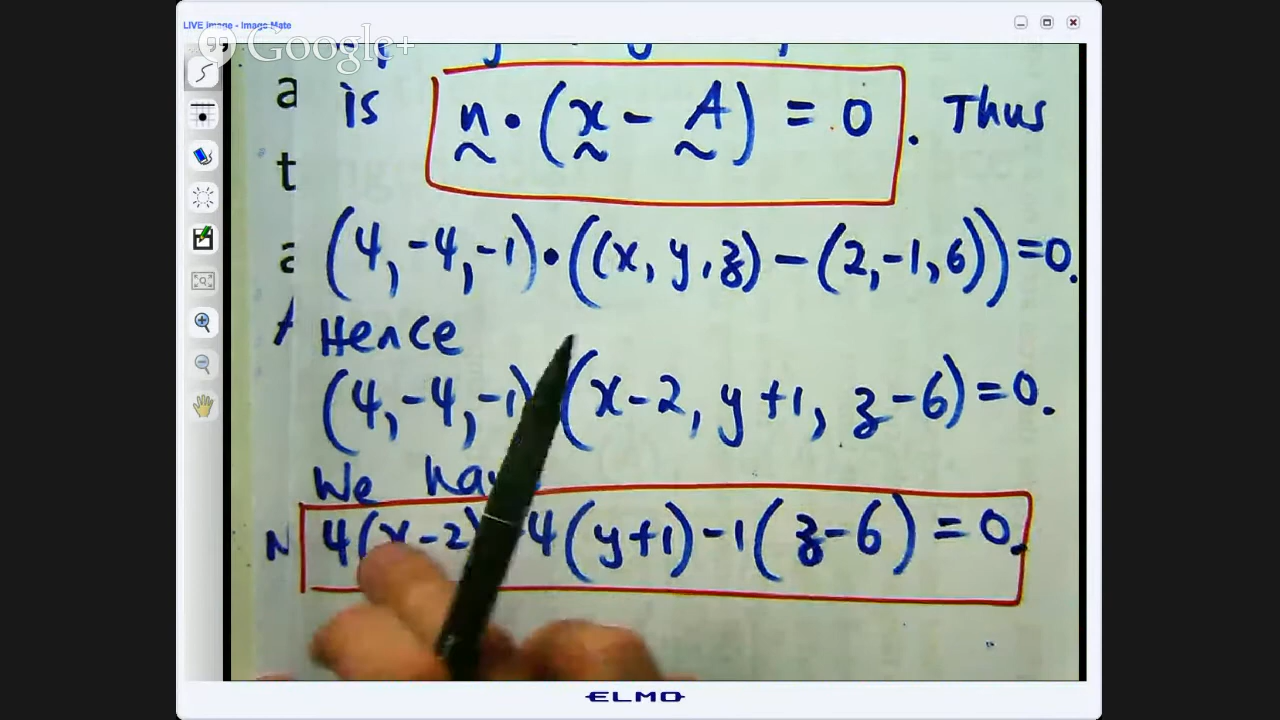 LIVE image - Image Mate
Google+
is n · (x - A) = 0 . Thus
a
t
(4, -4, -1) · ((x, y, z) - (2, -1, 6)) = 0.
a
Hence
(4, -4, -1) (x-2, y+1, z-6) = 0.
We
N 4(x-2) -4(y+1) -1(z-6) = 0.
ELMO